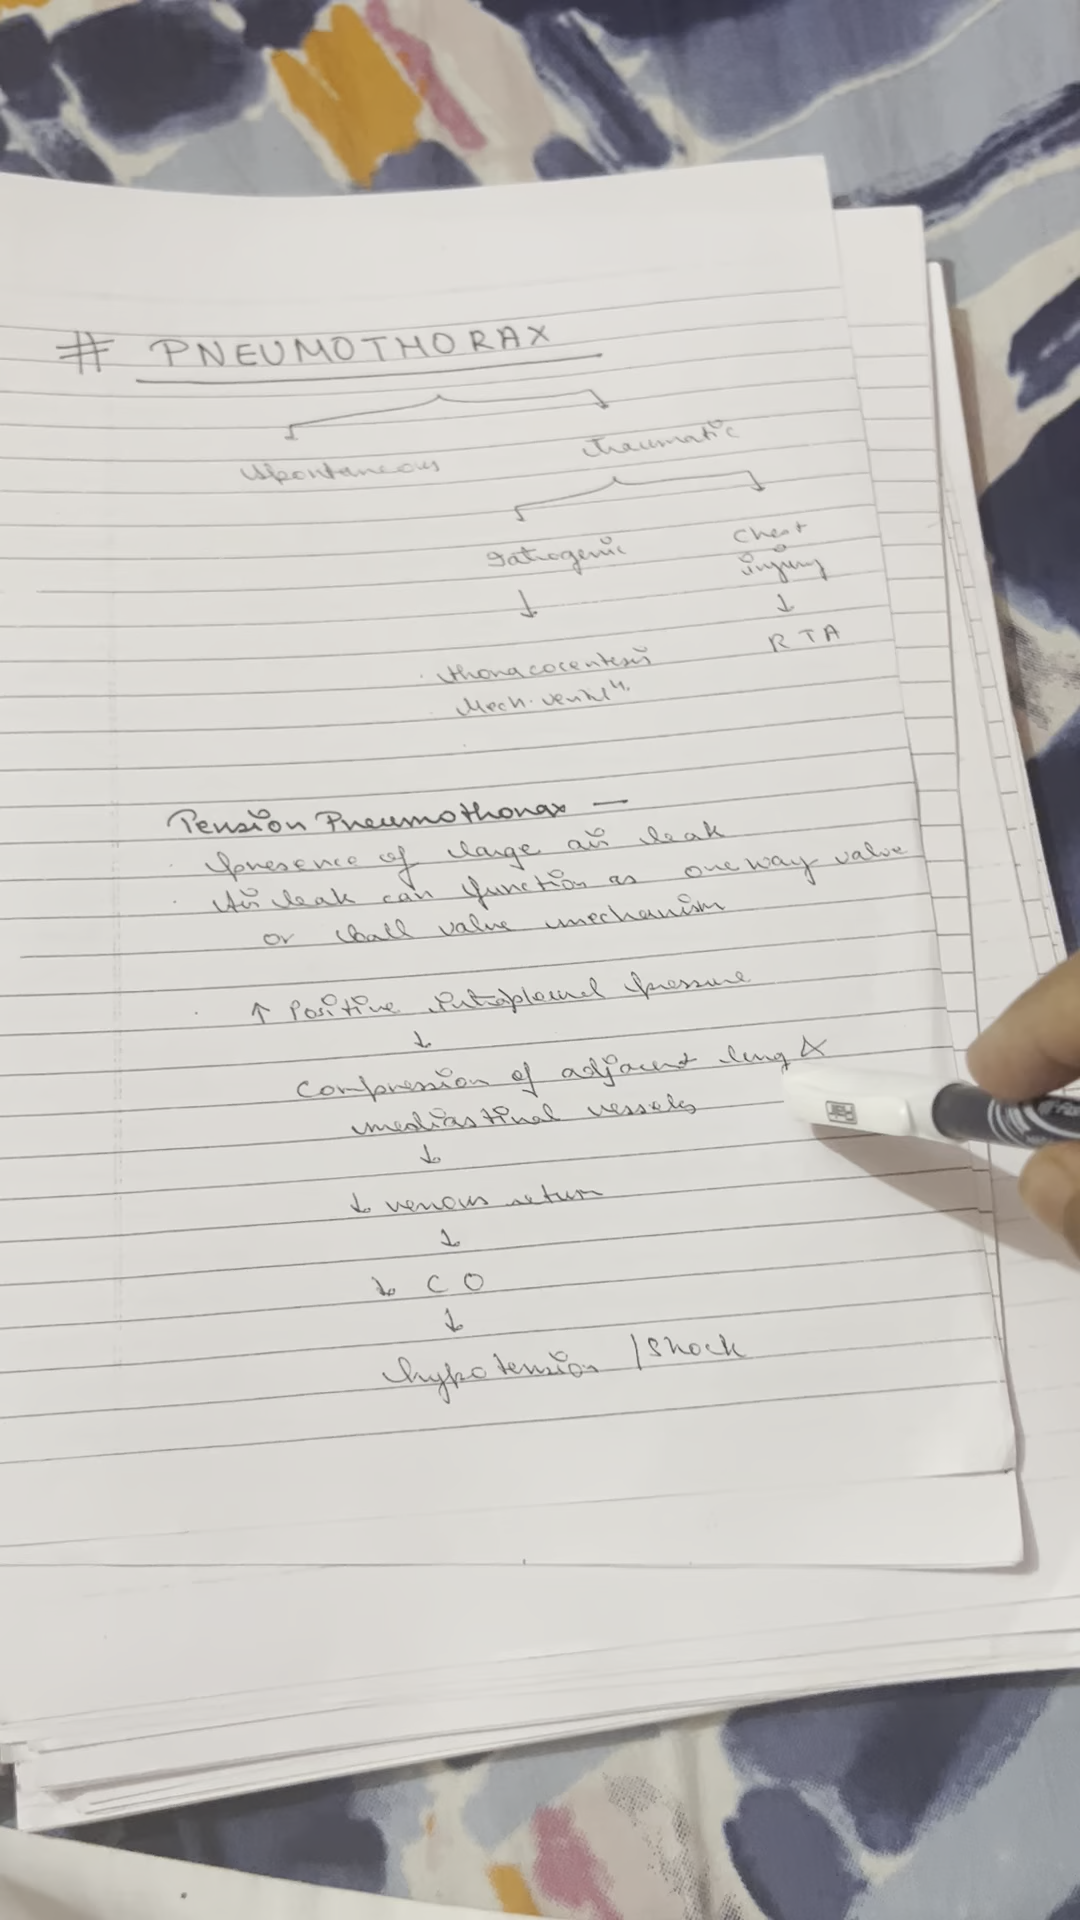 # PNEUMOTHORAX
Spontaneous
traumatic
Iatrogenic
Chest
injury
RTA
thoracocentesis
Mech. ventilⁿ.
Tension Pneumothorax —
presence of large air leak
Air leak can function as one way valve
or ball valve mechanism
↑ Positive intrapleural pressure
↓
Compression of adjacent lung &
mediastinal vessels
↓
↓ venous return
↓
↓ CO
↓
hypotension / Shock